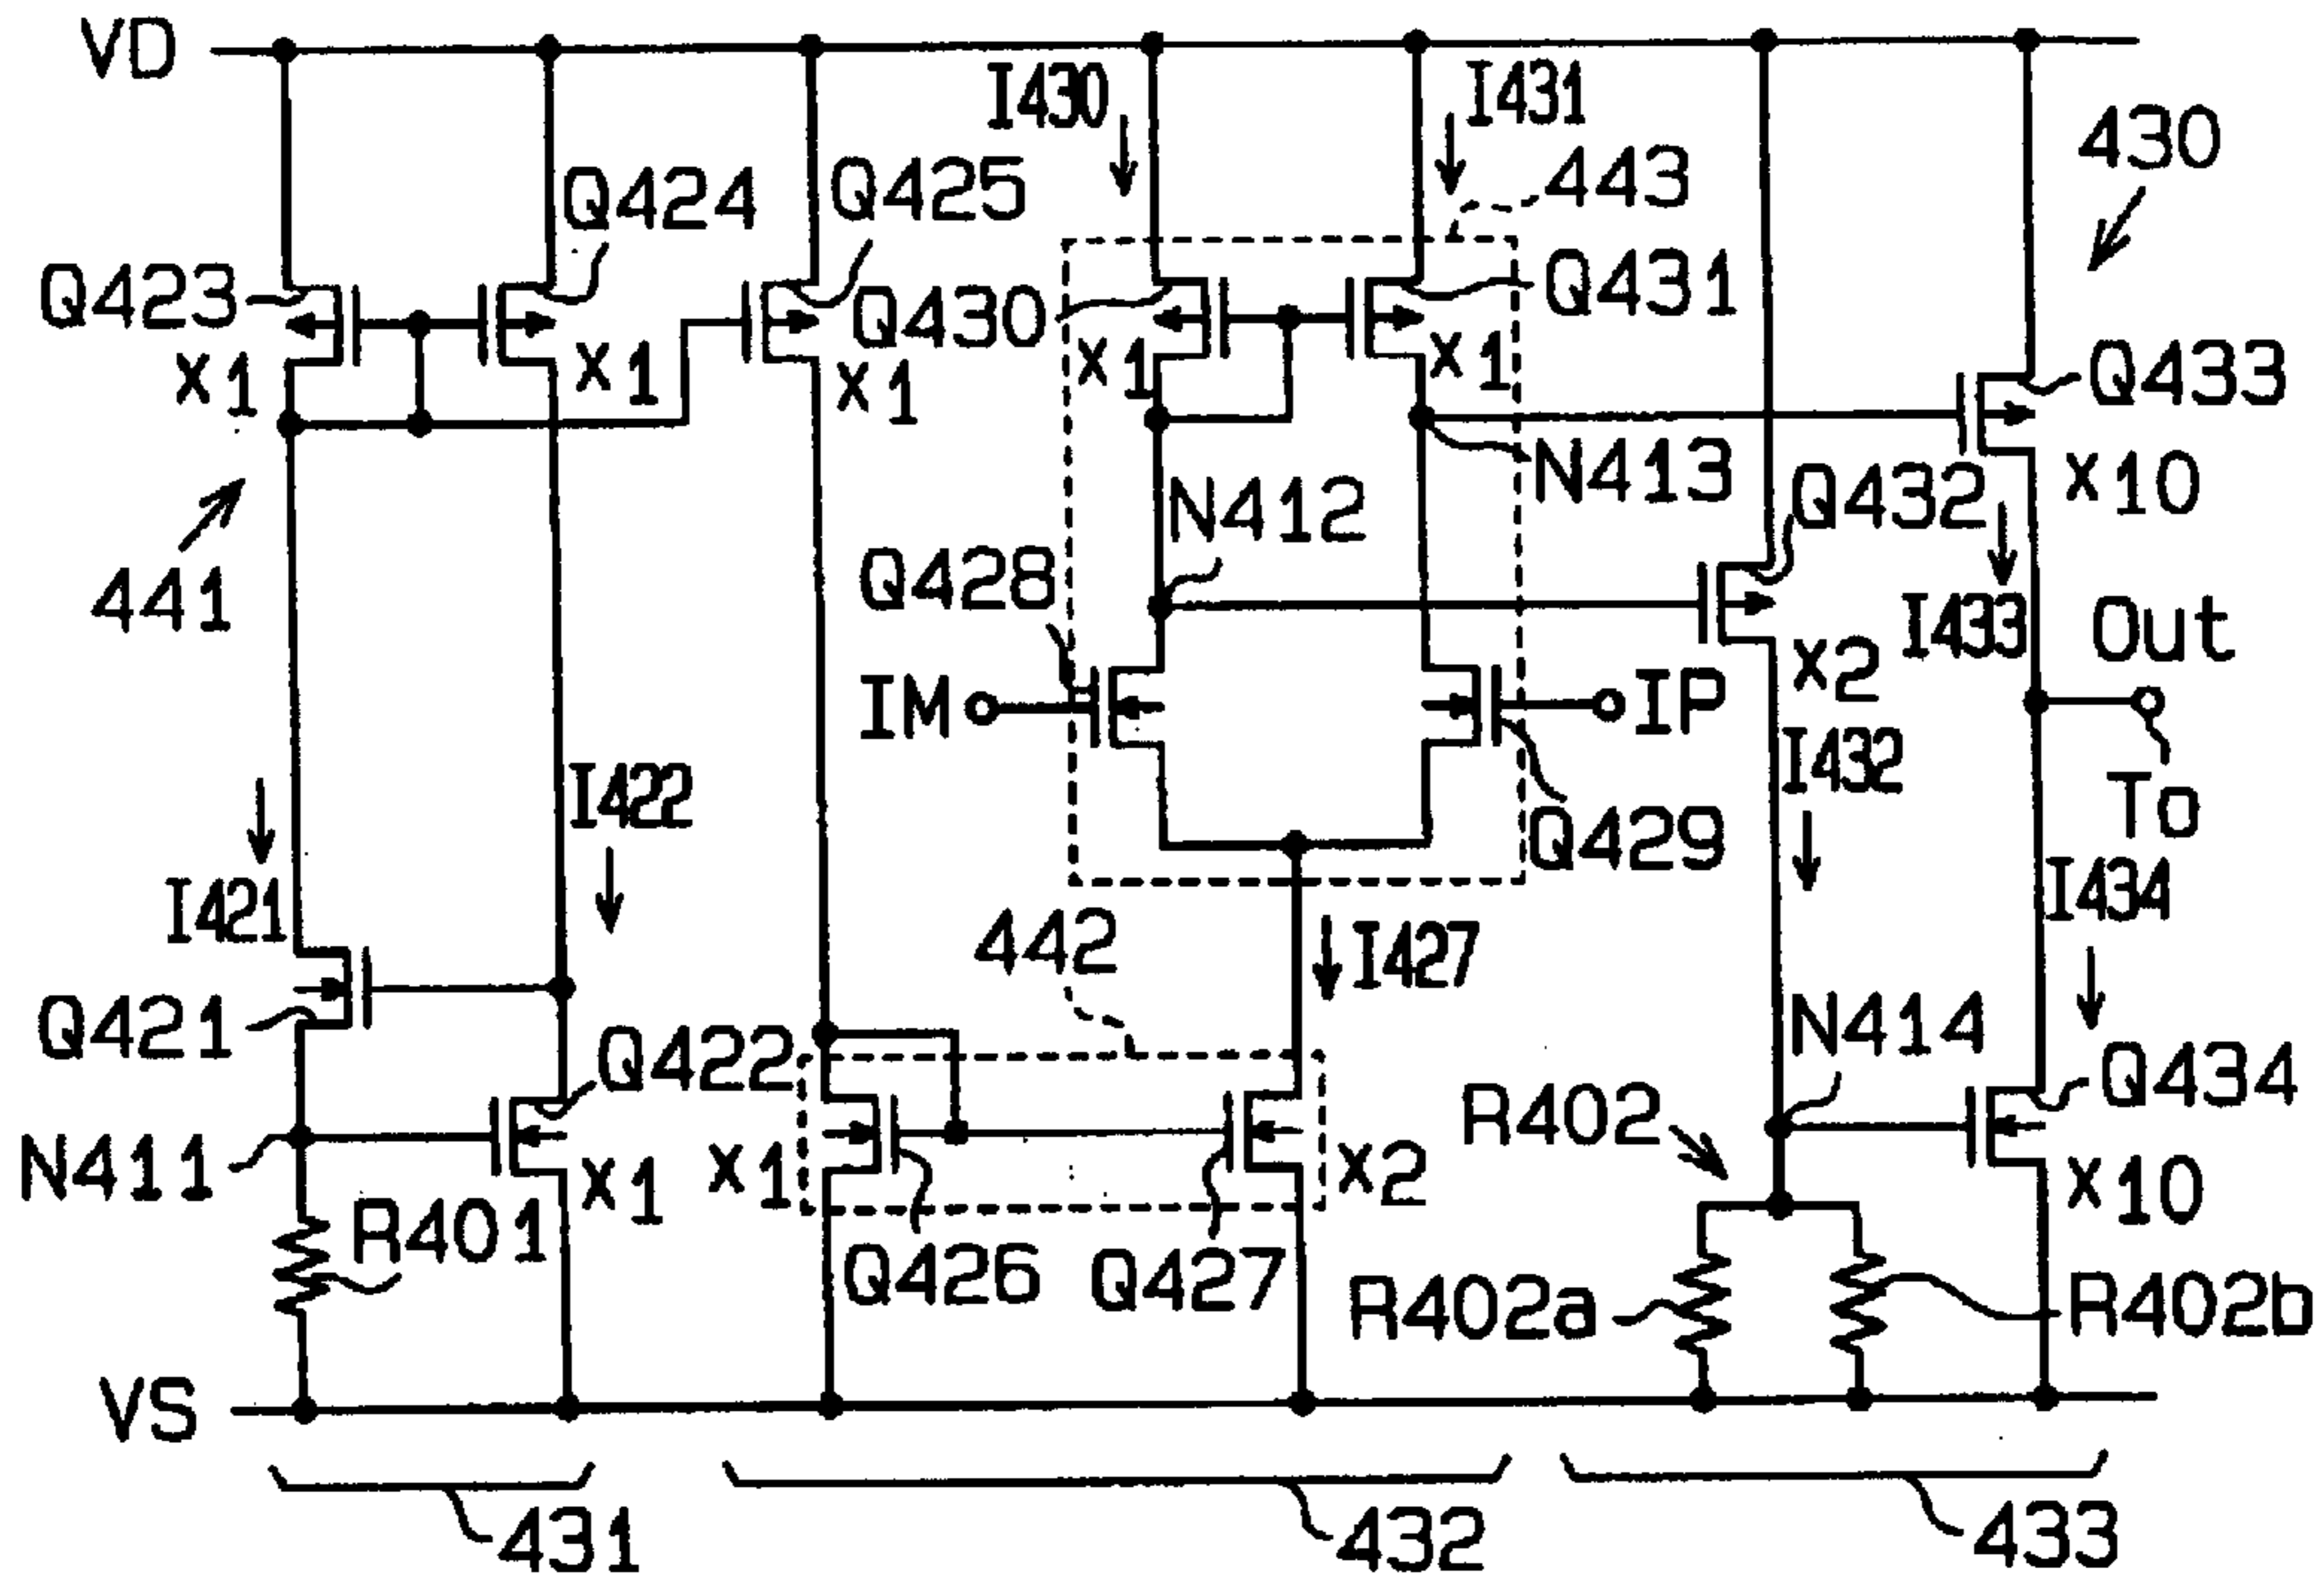 VD
I430
I431
430
Q424
Q425
443
Q423
Q430
Q431
x1
x1
x1
x1
x1
Q433
N413
x10
N412
Q432
441
Q428
I433
Out
IM
IP
x2
I432
To
I422
Q429
I421
I434
442
I427
Q421
N414
Q422
Q434
R402
N411
x1
x1
x2
x10
R401
Q426
Q427
R402a
R402b
VS
431
432
433